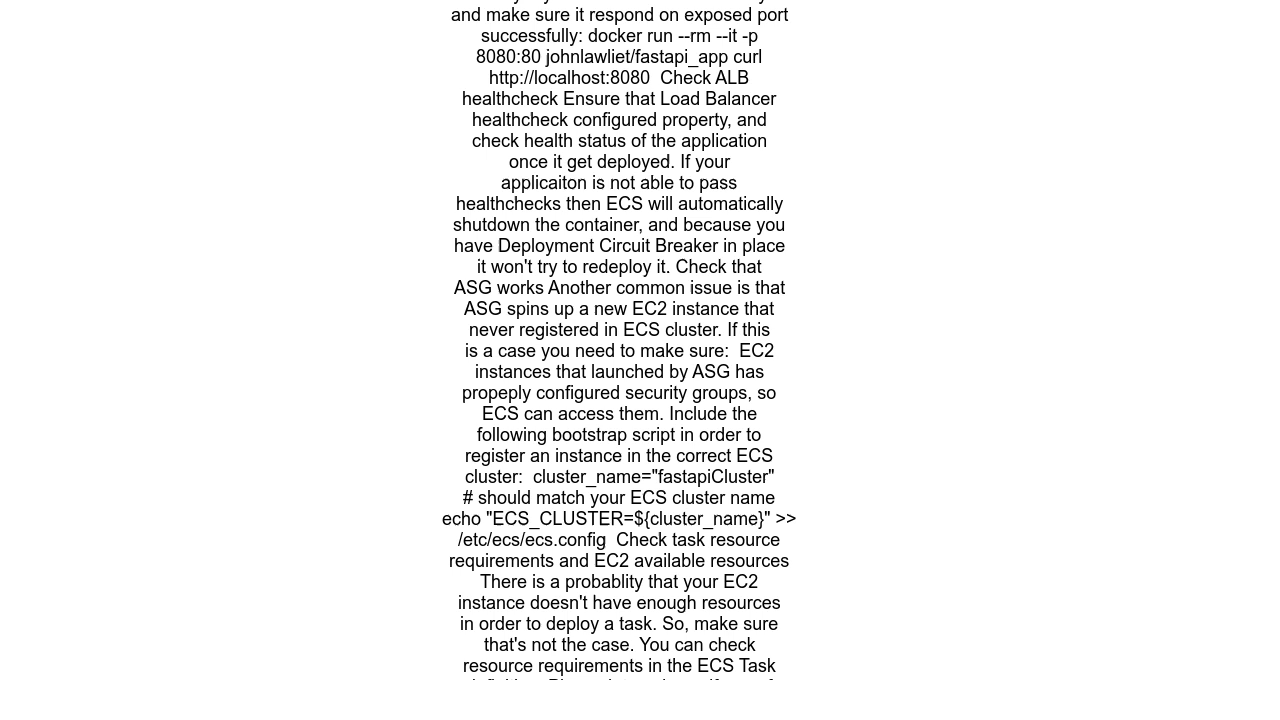 and make sure it respond on exposed port
successfully: docker run --rm --it -p
8080:80 johnlawliet/fastapi_app curl
http://localhost:8080  Check ALB
healthcheck Ensure that Load Balancer
healthcheck configured property, and
check health status of the application
once it get deployed. If your
applicaiton is not able to pass
healthchecks then ECS will automatically
shutdown the container, and because you
have Deployment Circuit Breaker in place
it won't try to redeploy it. Check that
ASG works Another common issue is that
ASG spins up a new EC2 instance that
never registered in ECS cluster. If this
is a case you need to make sure:  EC2
instances that launched by ASG has
propeply configured security groups, so
ECS can access them. Include the
following bootstrap script in order to
register an instance in the correct ECS
cluster:  cluster_name="fastapiCluster"
# should match your ECS cluster name
echo "ECS_CLUSTER=${cluster_name}" >>
/etc/ecs/ecs.config  Check task resource
requirements and EC2 available resources
There is a probablity that your EC2
instance doesn't have enough resources
in order to deploy a task. So, make sure
that's not the case. You can check
resource requirements in the ECS Task